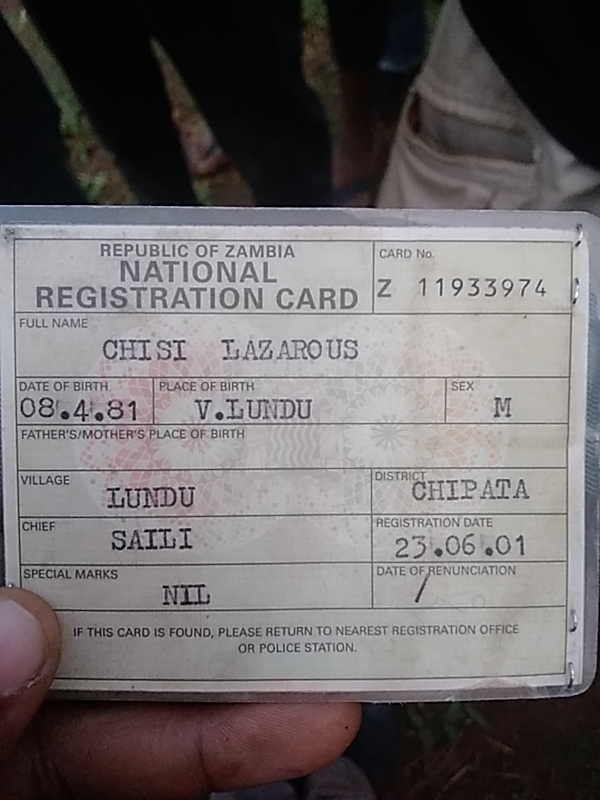 REPUBLIC OF ZAMBIA
NATIONAL
REGISTRATION CARD
CARD No.
Z 11933974
FULL NAME
CHISI LAZAROUS
DATE OF BIRTH
08.4.81
PLACE OF BIRTH
V.LUNDU
SEX
M
FATHER'S/MOTHER'S PLACE OF BIRTH
VILLAGE
LUNDU
DISTRICT
CHIPATA
CHIEF
SAILI
REGISTRATION DATE
23.06.01
SPECIAL MARKS
NIL
DATE OF RENUNCIATION
/
IF THIS CARD IS FOUND, PLEASE RETURN TO NEAREST REGISTRATION OFFICE
OR POLICE STATION.